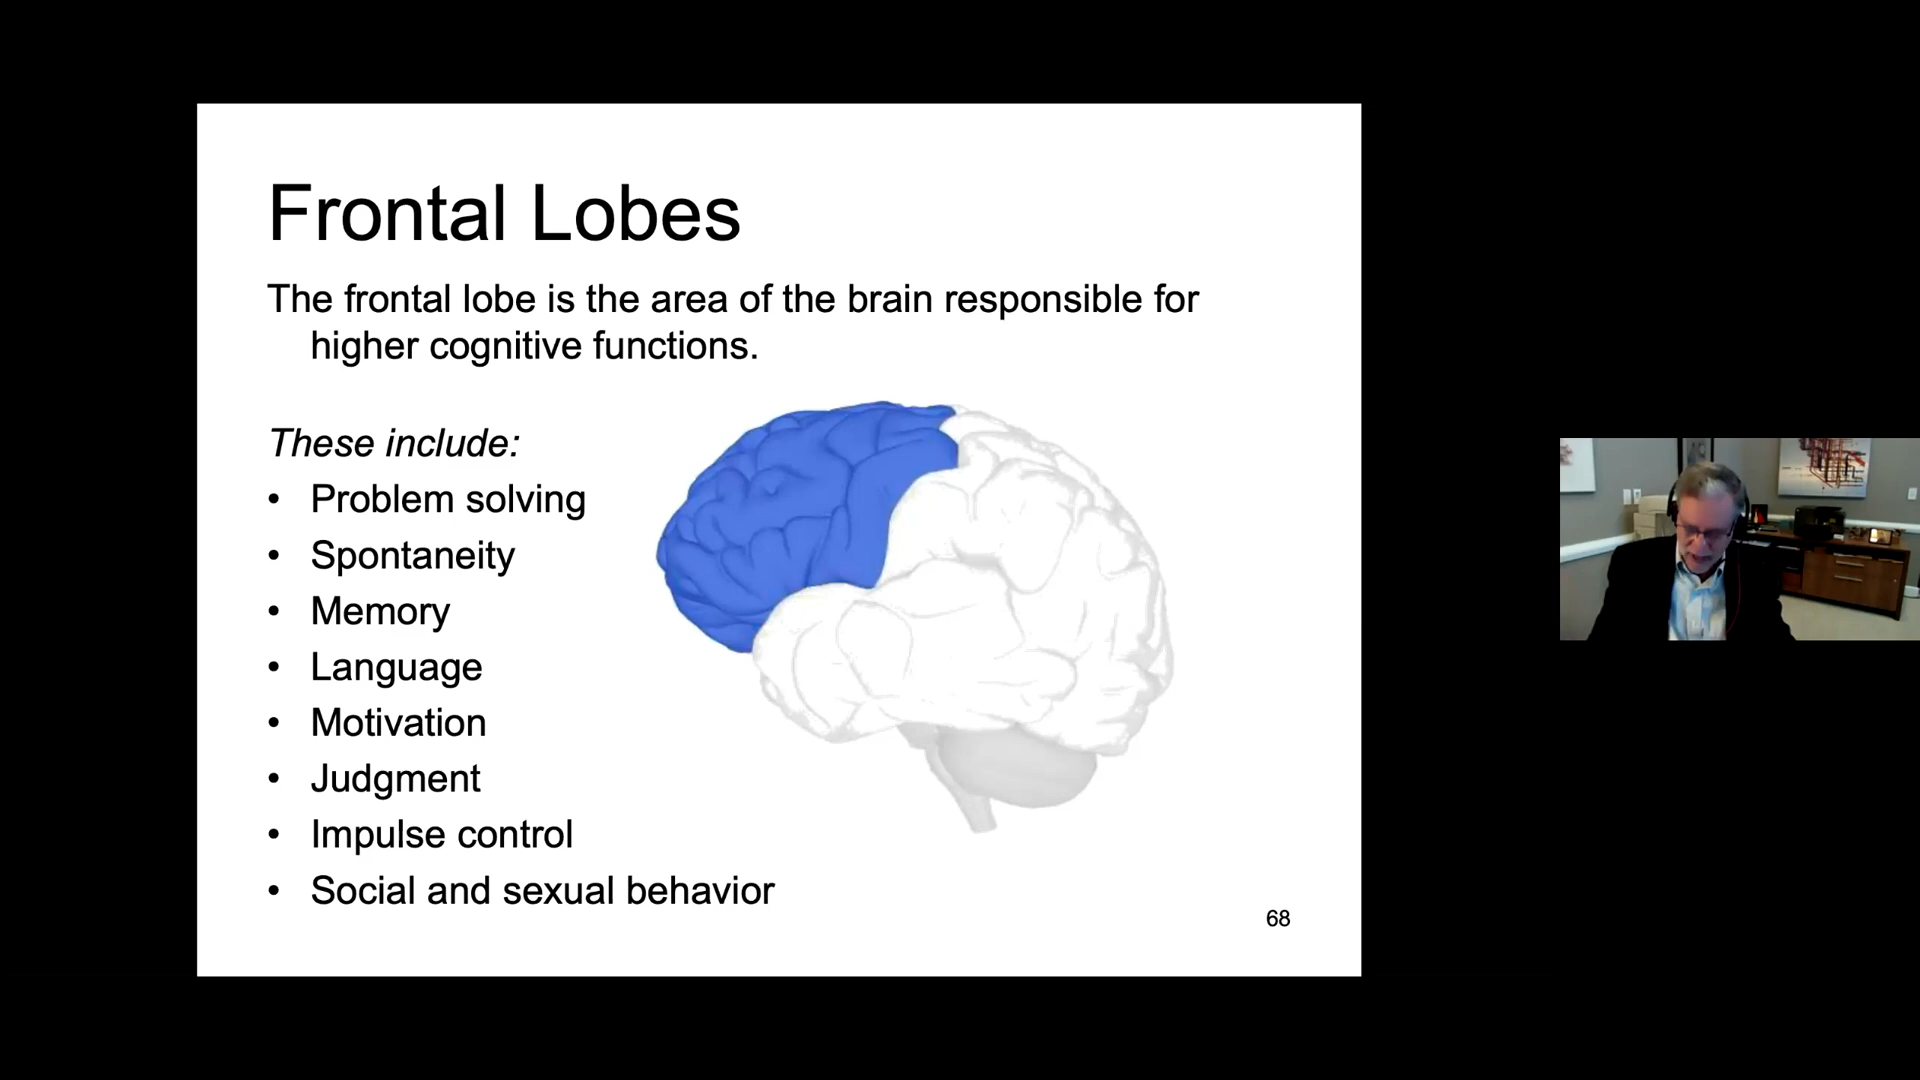 Frontal Lobes
The frontal lobe is the area of the brain responsible for
higher cognitive functions.
These include:
• Problem solving
• Spontaneity
• Memory
• Language
• Motivation
• Judgment
• Impulse control
• Social and sexual behavior
68